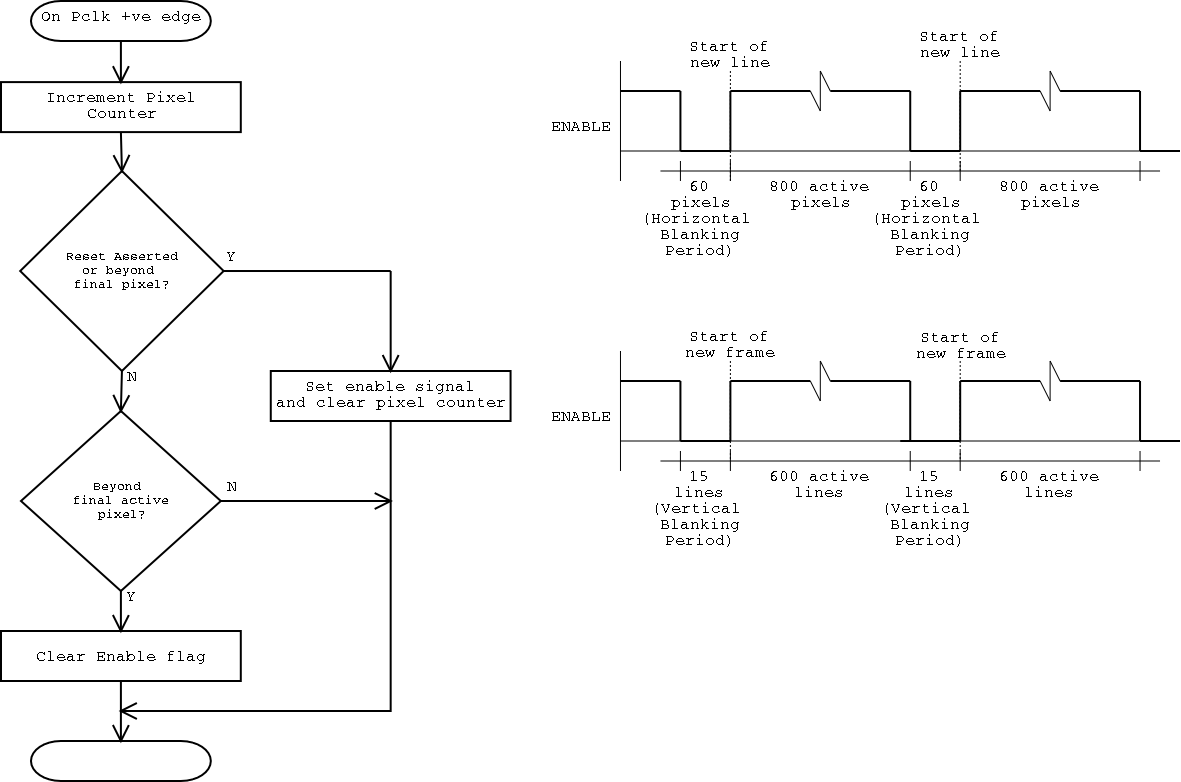 On Pclk +ve edge
Increment Pixel
Counter
Reset Asserted
or beyond
final pixel?
Y
N
Set enable signal
and clear pixel counter
Beyond
final active
pixel?
N
Y
Clear Enable flag
Start of
new line
Start of
new line
ENABLE
60
pixels
(Horizontal
Blanking
Period)
800 active
pixels
60
pixels
(Horizontal
Blanking
Period)
800 active
pixels
Start of
new frame
Start of
new frame
ENABLE
15
lines
(Vertical
Blanking
Period)
600 active
lines
15
lines
(Vertical
Blanking
Period)
600 active
lines